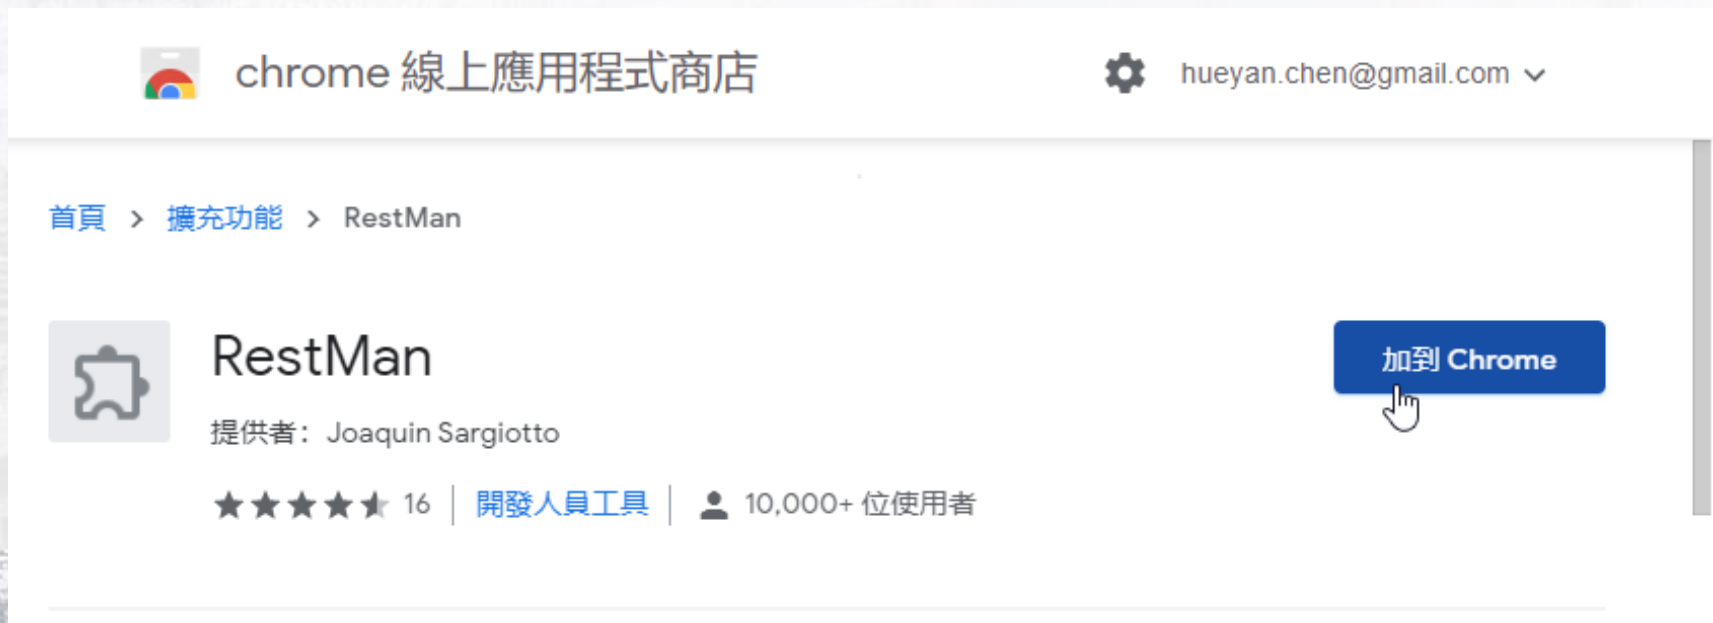 chrome 線上應用程式商店 hueyan.chen@gmail.com
首頁 > 擴充功能 > RestMan
RestMan
加到 Chrome
提供者：Joaquin Sargiotto
16 開發人員工具 10,000+ 位使用者